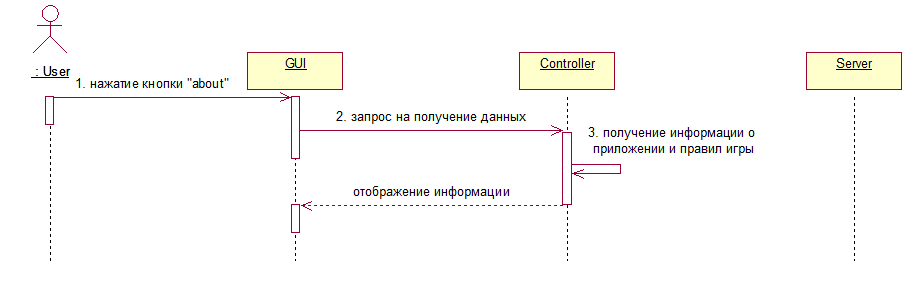 : User
GUI
Controller
Server
1. нажатие кнопки "about"
2. запрос на получение данных
3. получение информации о
приложении и правил игры
отображение информации